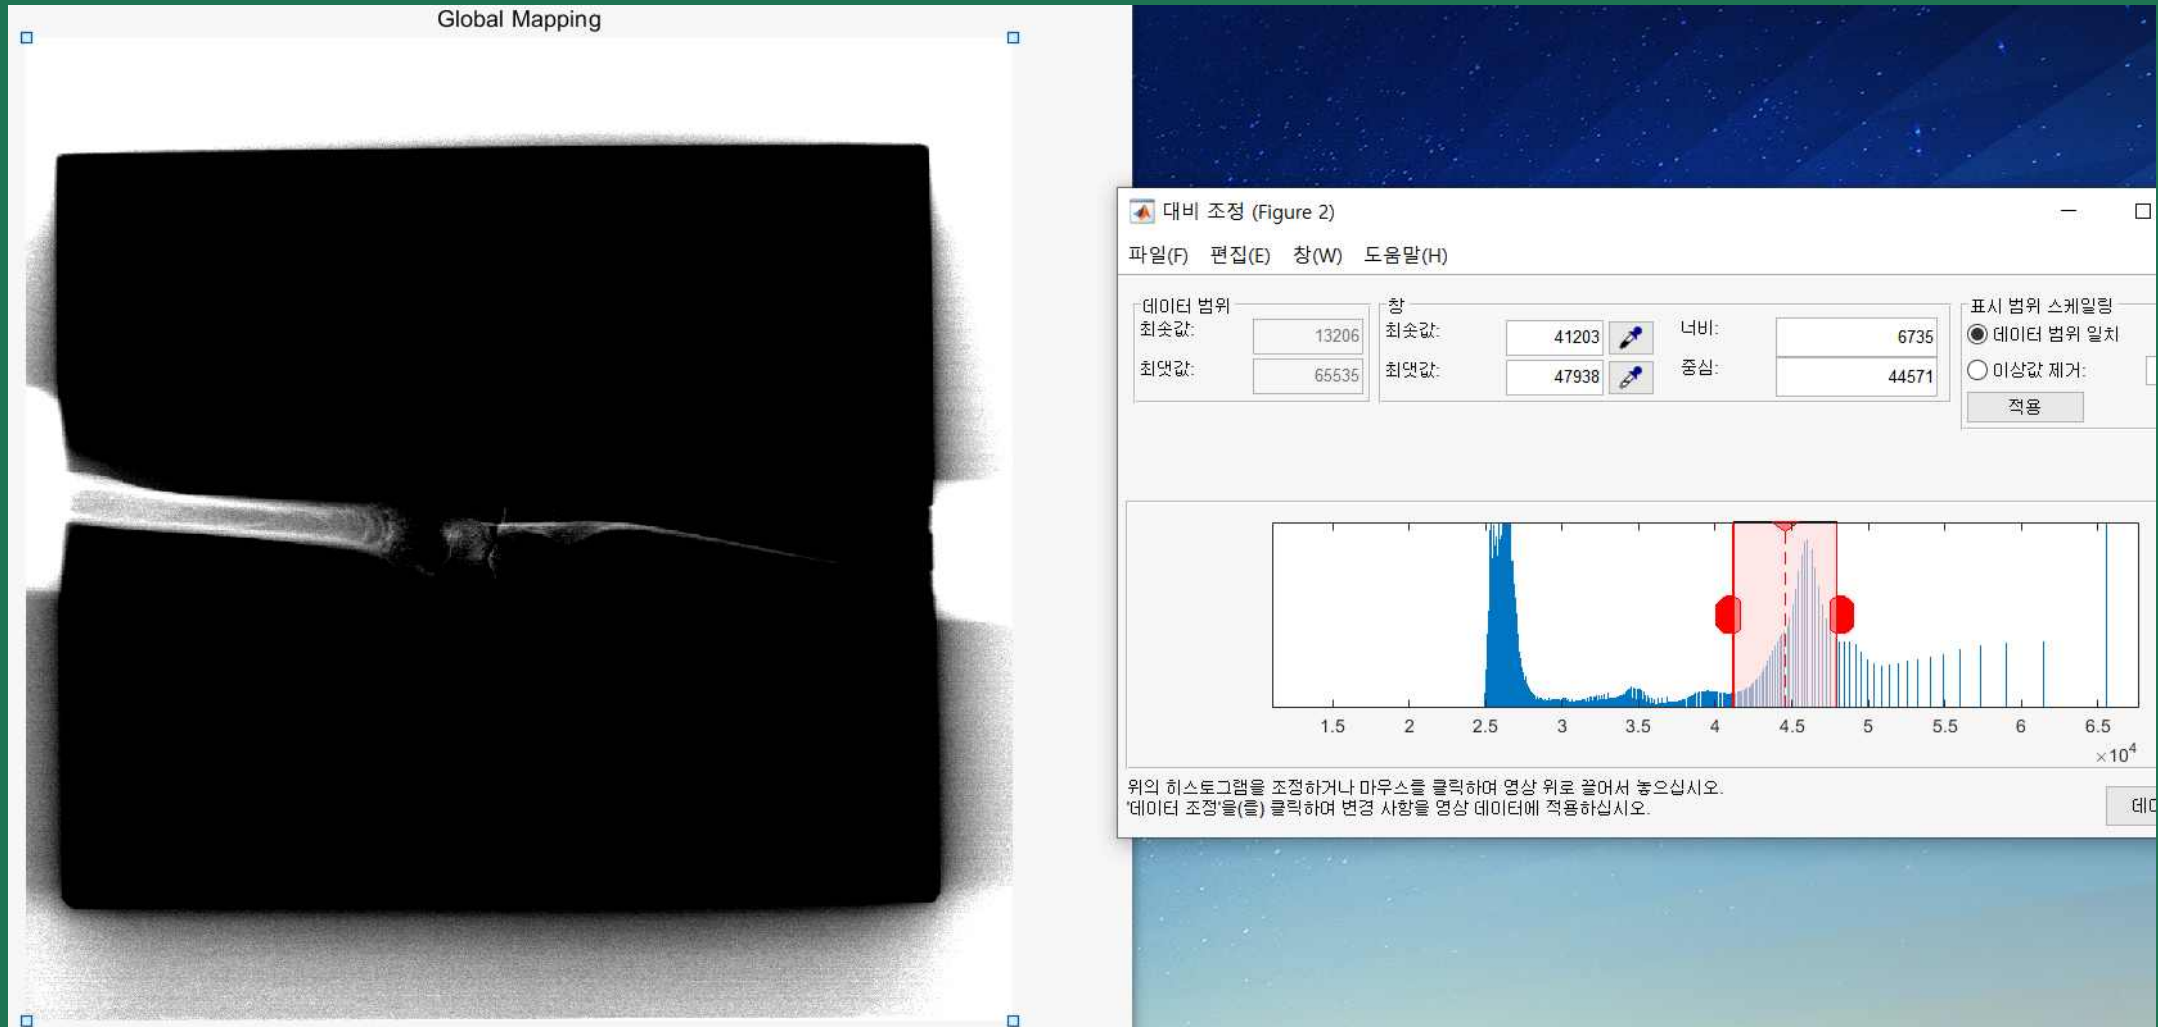 Global Mapping
대비 조정 (Figure 2)
파일(F) 편집(E) 창(W) 도움말(H)
데이터 범위
최솟값: 13206
최댓값: 65535
창
최솟값: 41203
최댓값: 47938
너비: 6735
중심: 44571
표시 범위 스케일링
데이터 범위 일치
이상값 제거:
적용
1.5 2 2.5 3 3.5 4 4.5 5 5.5 6 6.5
×10⁴
위의 히스토그램을 조정하거나 마우스를 클릭하여 영상 위로 끌어서 놓으십시오.
'데이터 조정'을(를) 클릭하여 변경 사항을 영상 데이터에 적용하십시오.